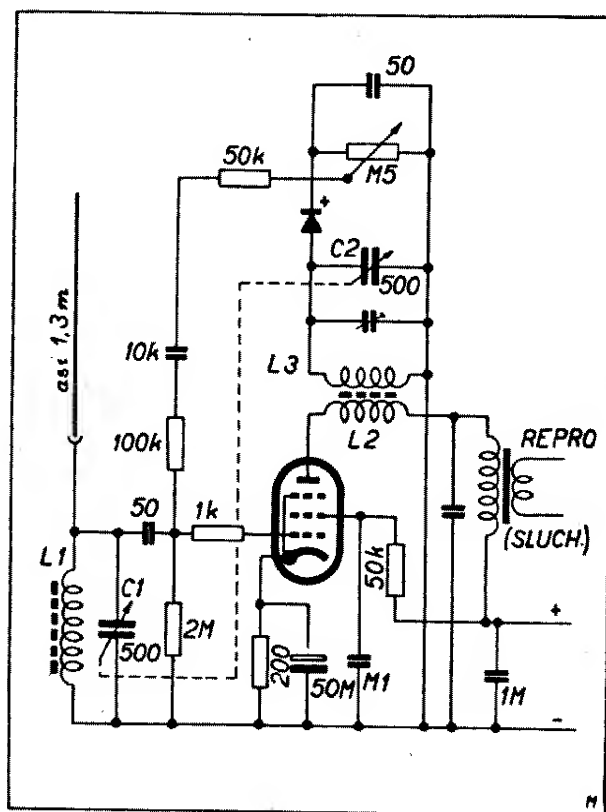 50
50k
M5
+
C2
500
asi 1,3 m
10k
L3
100k
L2
REPRO
50
1k
(SLUCH.)
L1
50k
C1
+
500
2M
200
50M
M1
1M
-
M